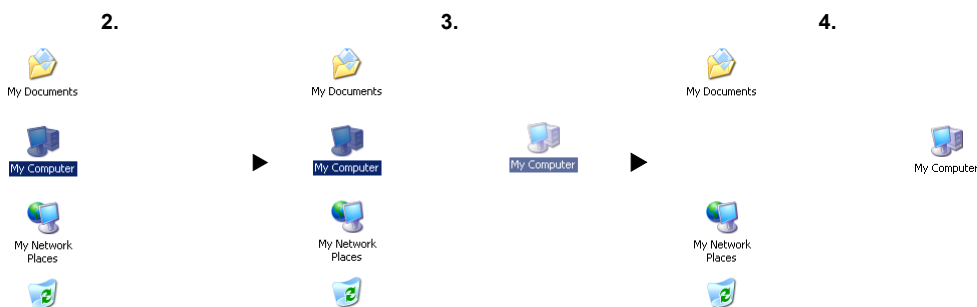 2.
3.
4.
My Documents
My Documents
My Documents
My Computer
My Computer
My Computer
My Computer
My Network
Places
My Network
Places
My Network
Places